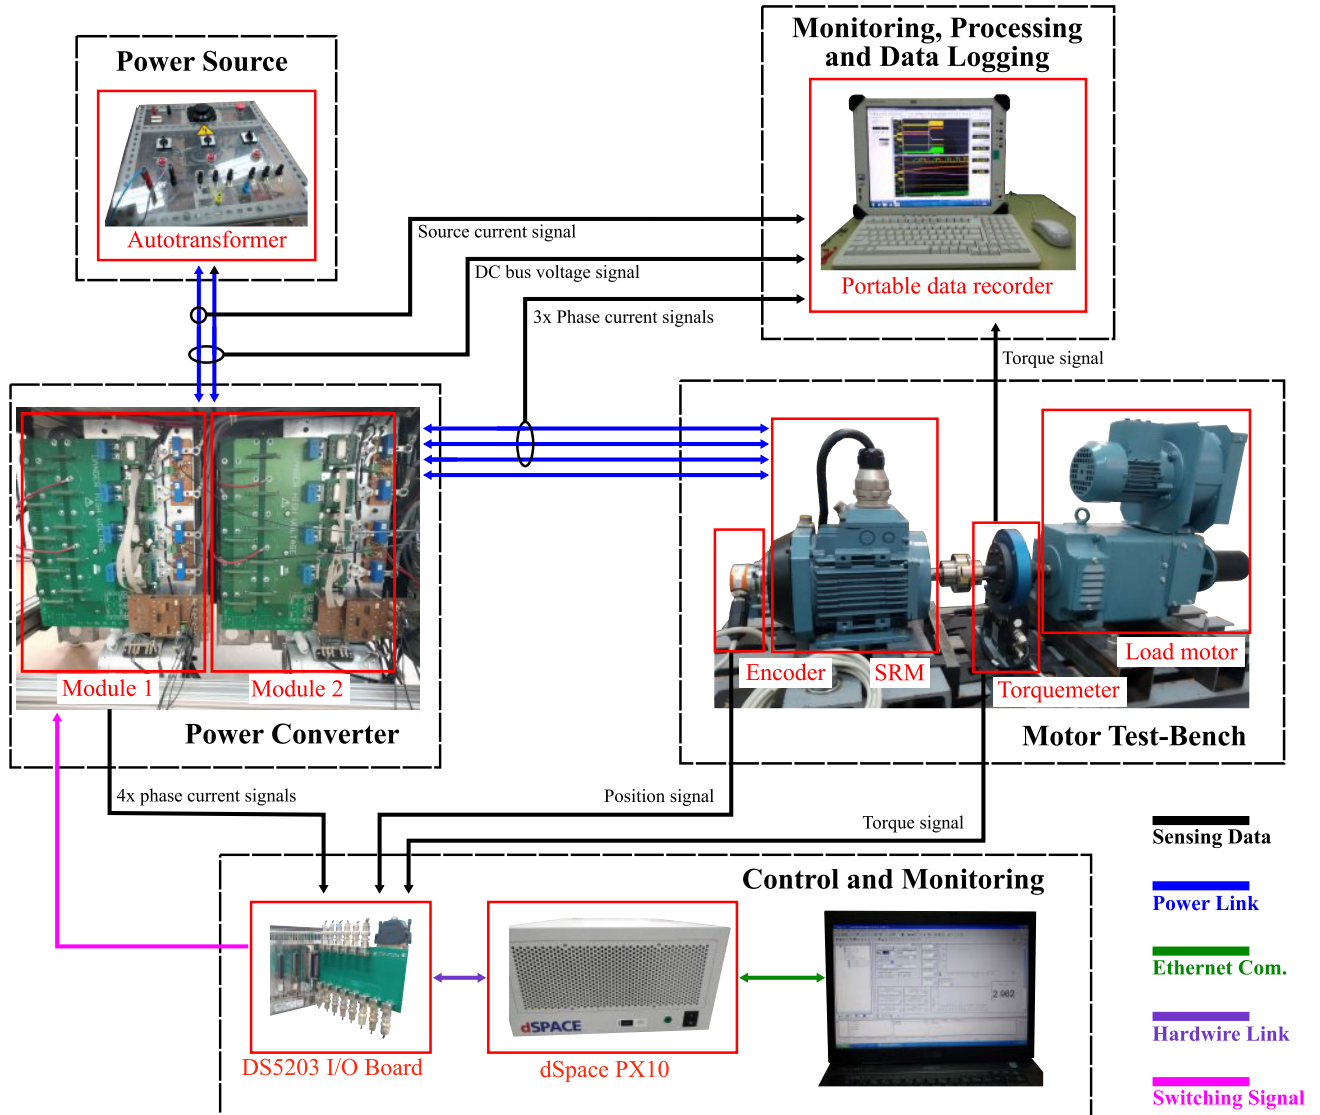 Power Source
Autotransformer
Monitoring, Processing
and Data Logging
Portable data recorder
Source current signal
DC bus voltage signal
3x Phase current signals
Torque signal
Module 1
Module 2
Power Converter
Encoder
SRM
Torquemeter
Load motor
Motor Test-Bench
4x phase current signals
Position signal
Torque signal
Control and Monitoring
dSPACE
2.962
DS5203 I/O Board
dSpace PX10
Sensing Data
Power Link
Ethernet Com.
Hardwire Link
Switching Signal